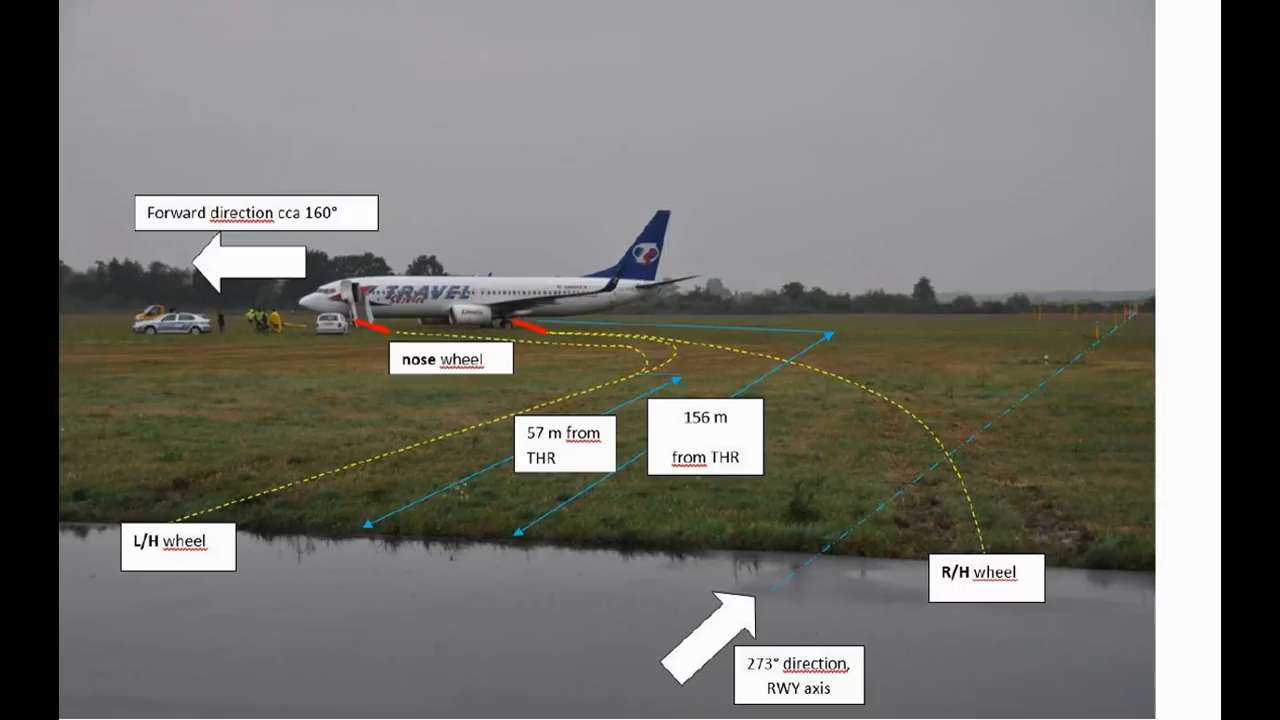 Forward direction cca 160°
TRAVEL
Service
nose wheel
57 m from
THR
156 m
from THR
L/H wheel
R/H wheel
273° direction,
RWY axis